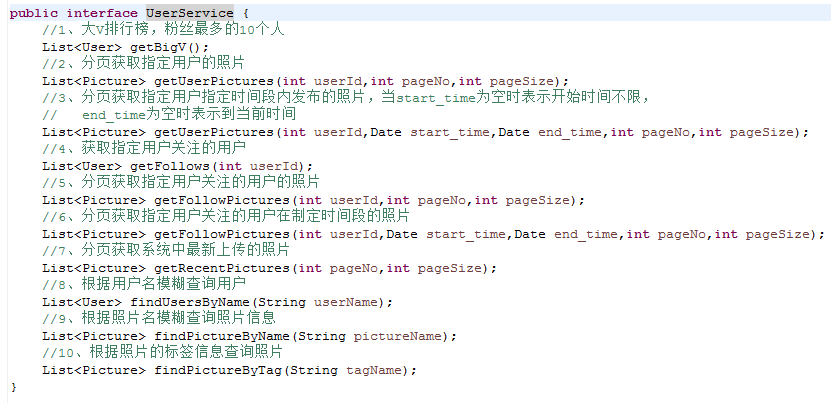 public interface UserService {
//1、大V排行榜，粉丝最多的10个人
List<User> getBigV();
//2、分页获取指定用户的照片
List<Picture> getUserPictures(int userId,int pageNo,int pageSize);
//3、分页获取指定用户指定时间段内发布的照片，当start_time为空时表示开始时间不限，
//   end_time为空时表示到当前时间
List<Picture> getUserPictures(int userId,Date start_time,Date end_time,int pageNo,int pageSize);
//4、获取指定用户关注的用户
List<User> getFollows(int userId);
//5、分页获取指定用户关注的用户的照片
List<Picture> getFollowPictures(int userId,int pageNo,int pageSize);
//6、分页获取指定用户关注的用户在制定时间段的照片
List<Picture> getFollowPictures(int userId,Date start_time,Date end_time,int pageNo,int pageSize);
//7、分页获取系统中最新上传的照片
List<Picture> getRecentPictures(int pageNo,int pageSize);
//8、根据用户名模糊查询用户
List<User> findUsersByName(String userName);
//9、根据照片名模糊查询照片信息
List<Picture> findPictureByName(String pictureName);
//10、根据照片的标签信息查询照片
List<Picture> findPictureByTag(String tagName);
}